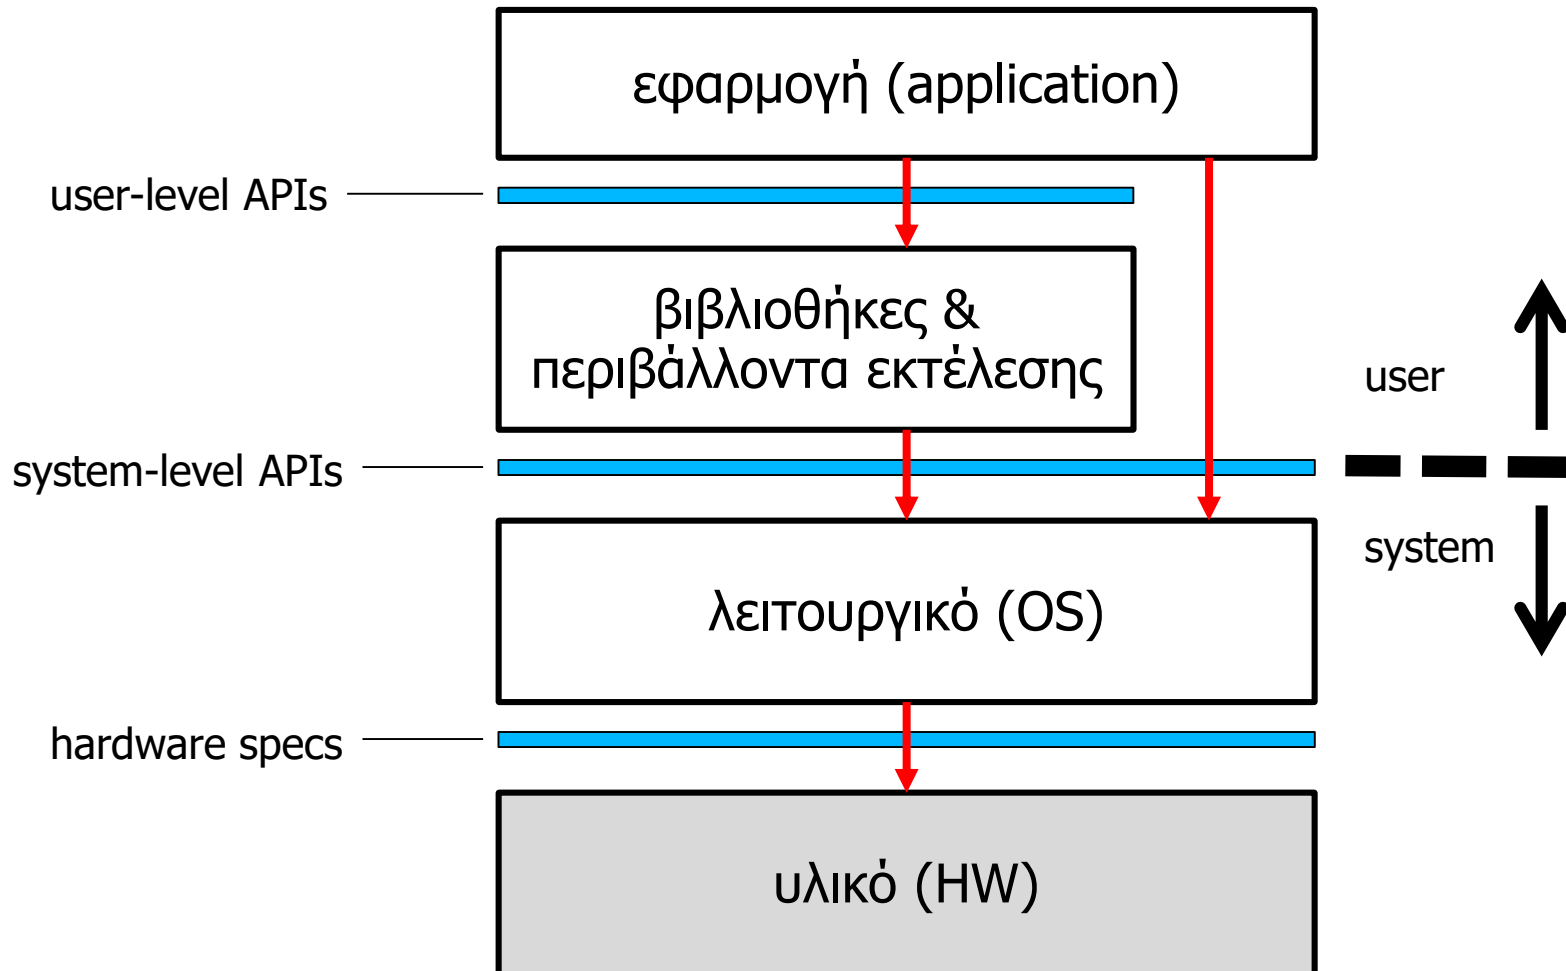 εφαρμογή (application)
user-level APIs
βιβλιοθήκες &
περιβάλλοντα εκτέλεσης
user
system-level APIs
system
λειτουργικό (OS)
hardware specs
υλικό (HW)